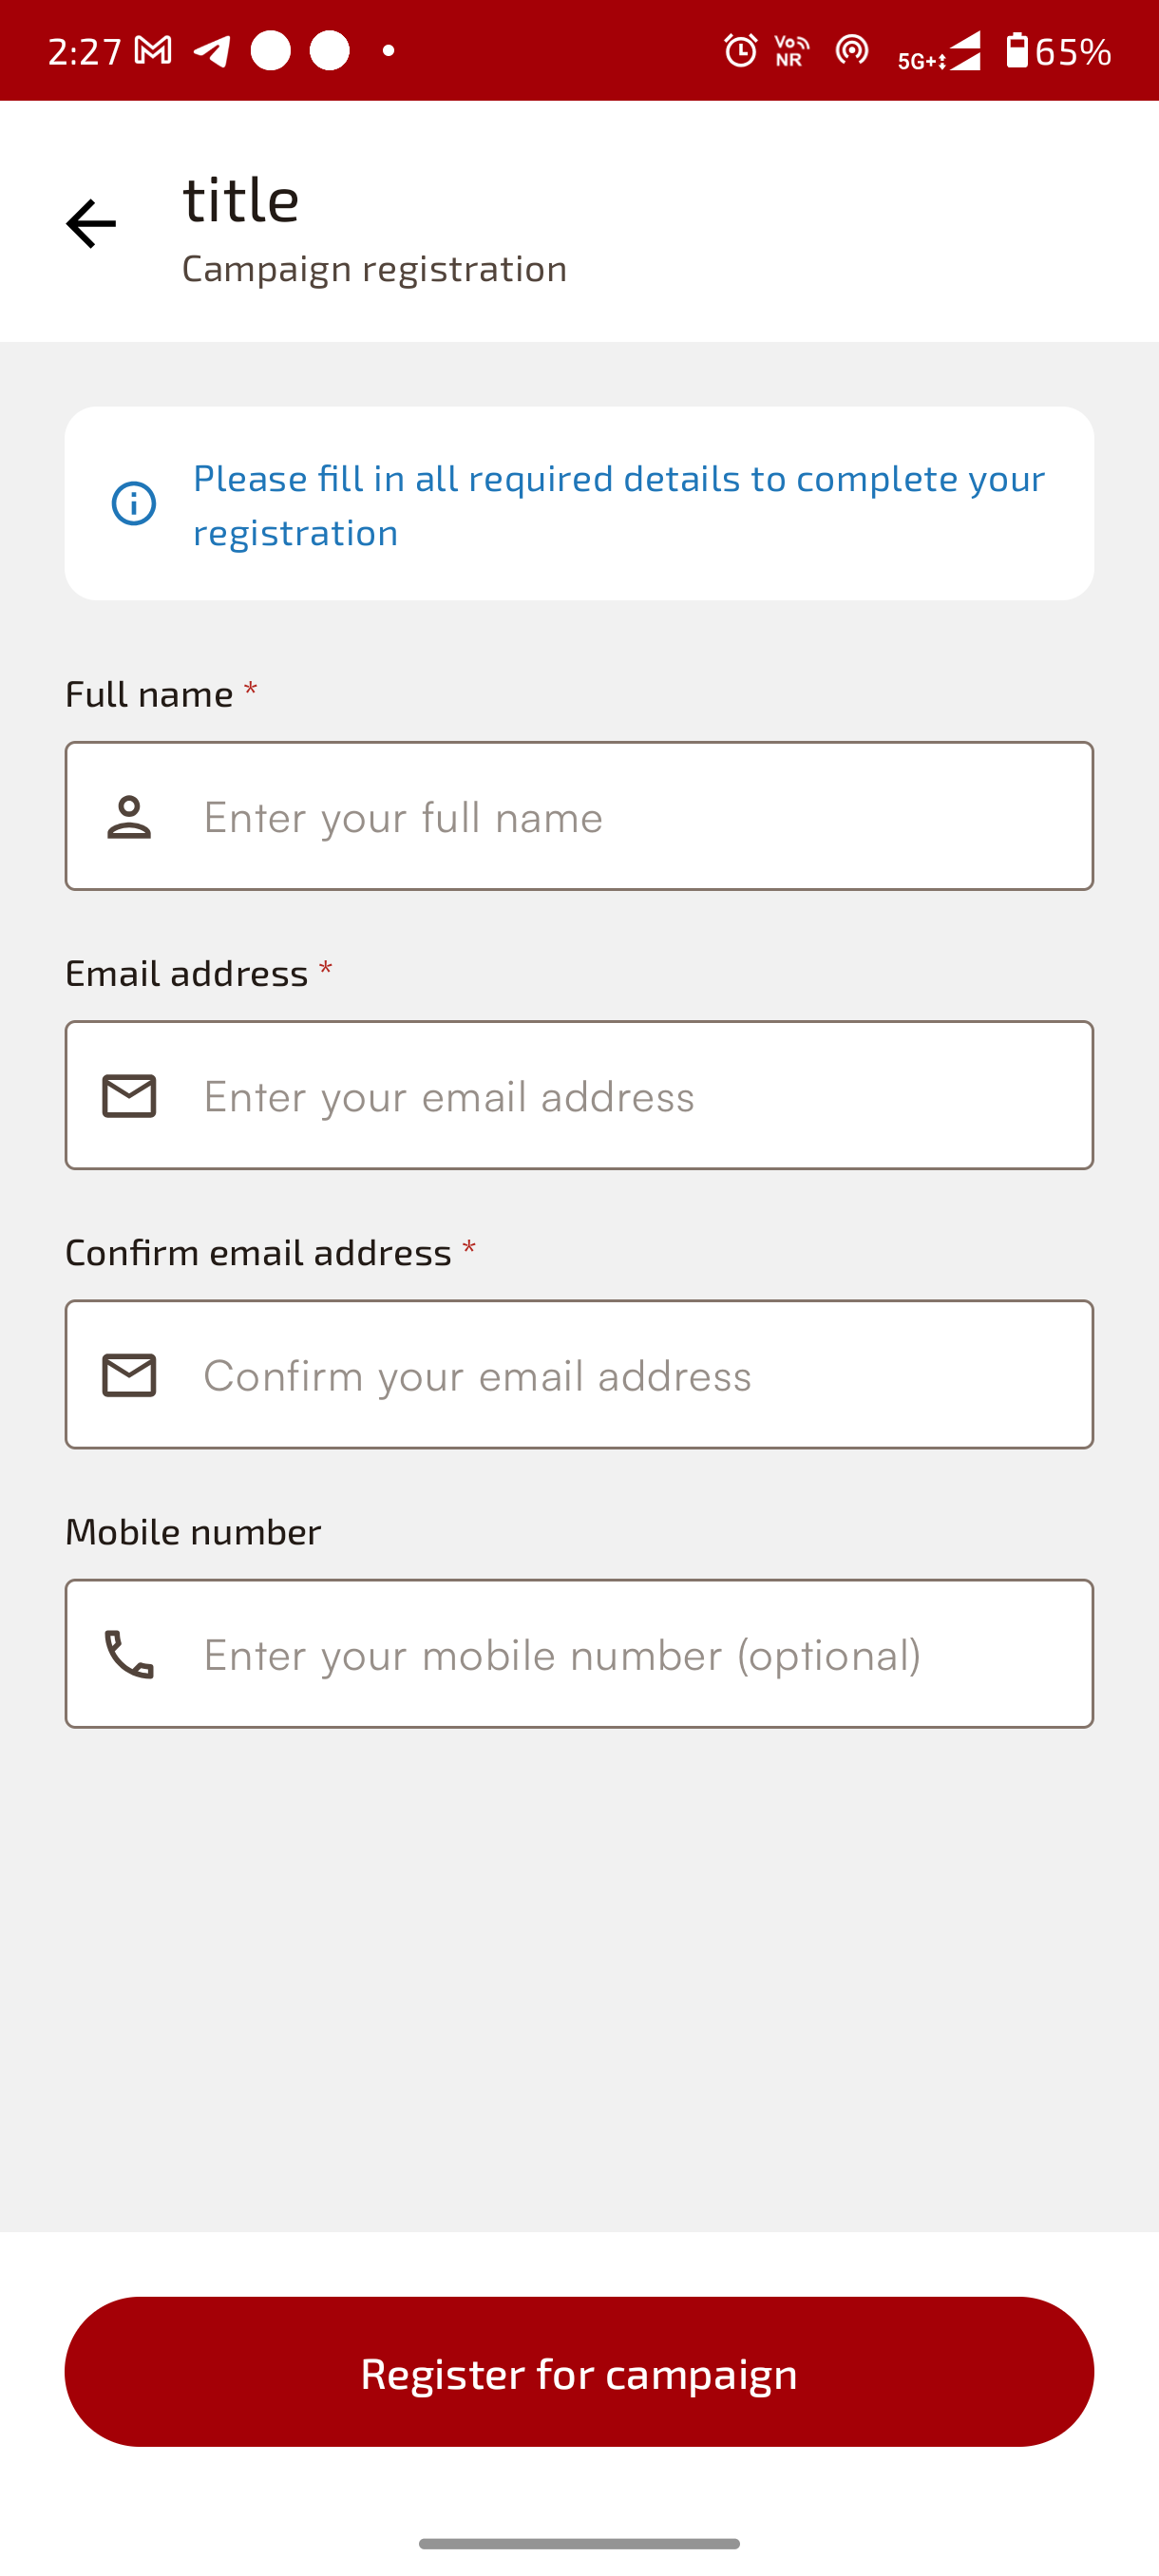 2:27 VoNR 5G+ 65%
title
Campaign registration
Please fill in all required details to complete your
registration
Full name *
Enter your full name
Email address *
Enter your email address
Confirm email address *
Confirm your email address
Mobile number
Enter your mobile number (optional)
Register for campaign